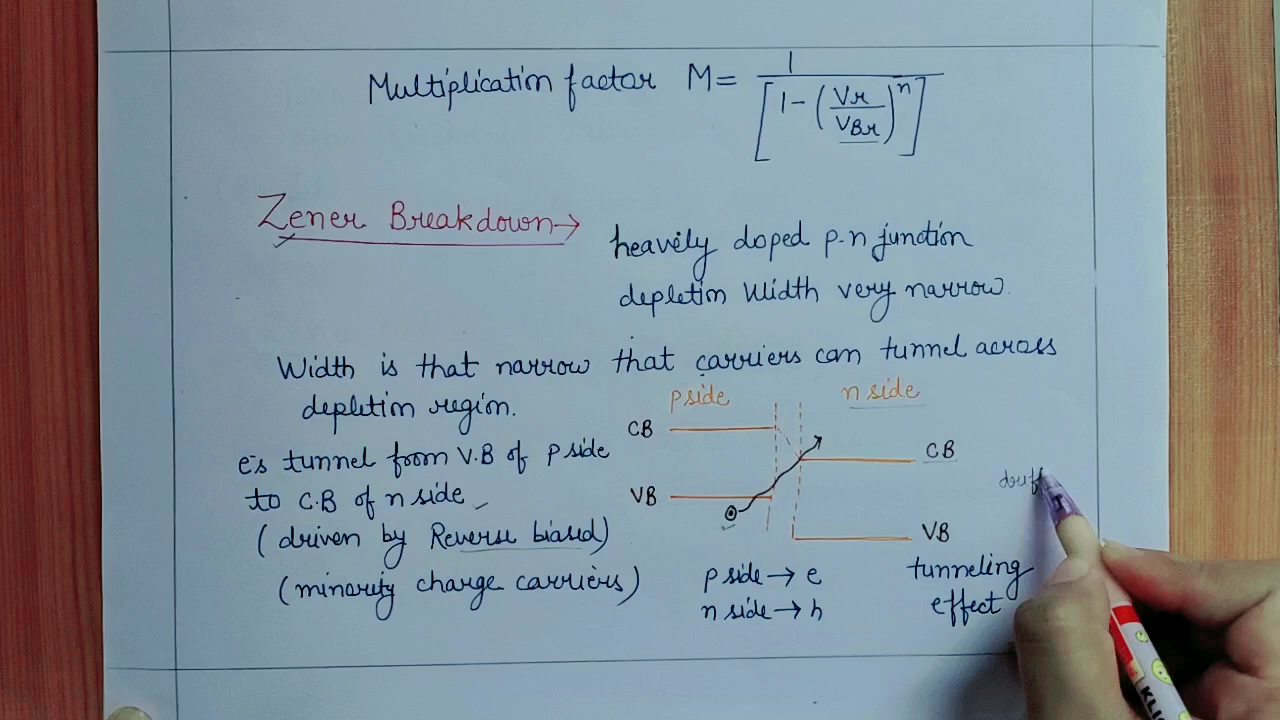 Multiplication factor M = 1 / [1 - (Vr / VBr)^n]
Zener Breakdown →
heavily doped p-n junction
depletion Width very narrow.
Width is that narrow that carriers can tunnel across
depletion region.
e's tunnel from V.B of p side
to C.B of n side
(driven by Reverse biased)
(minority charge carriers)
p side
n side
CB
CB
VB
VB
p side → e
n side → h
tunneling
effect